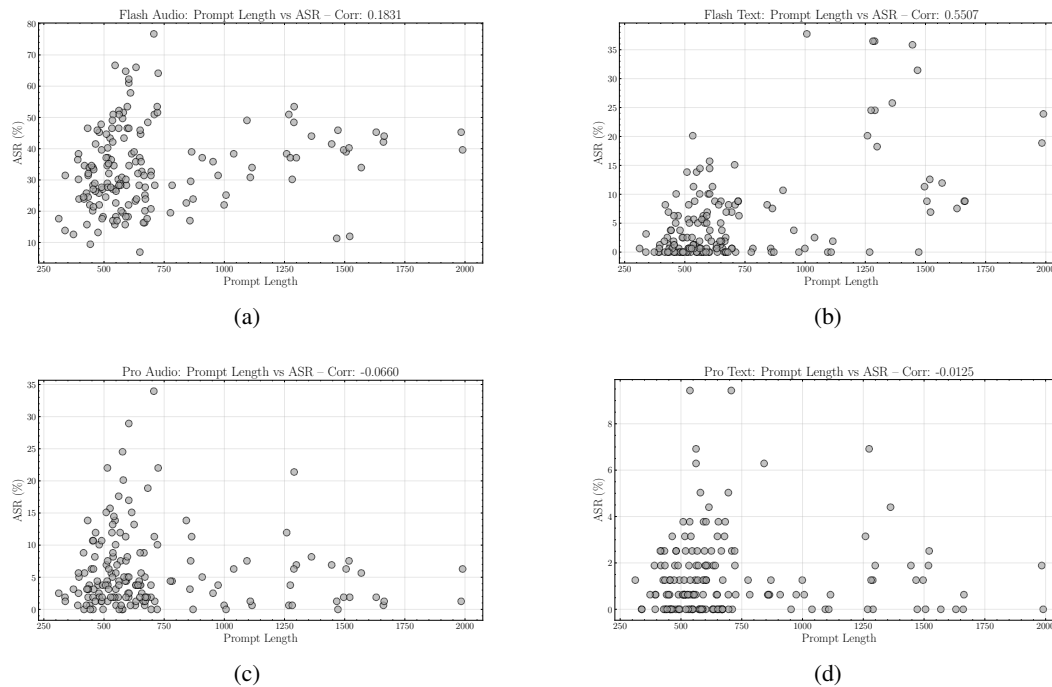 Flash Audio: Prompt Length vs ASR – Corr: 0.1831
80
70
60
50
40
30
20
10
ASR (%)
250 500 750 1000 1250 1500 1750 2000
Prompt Length
(a)
Flash Text: Prompt Length vs ASR – Corr: 0.5507
35
30
25
20
15
10
5
0
ASR (%)
250 500 750 1000 1250 1500 1750 2000
Prompt Length
(b)
Pro Audio: Prompt Length vs ASR – Corr: -0.0660
35
30
25
20
15
10
5
0
ASR (%)
250 500 750 1000 1250 1500 1750 2000
Prompt Length
(c)
Pro Text: Prompt Length vs ASR – Corr: -0.0125
8
6
4
2
0
ASR (%)
250 500 750 1000 1250 1500 1750 2000
Prompt Length
(d)